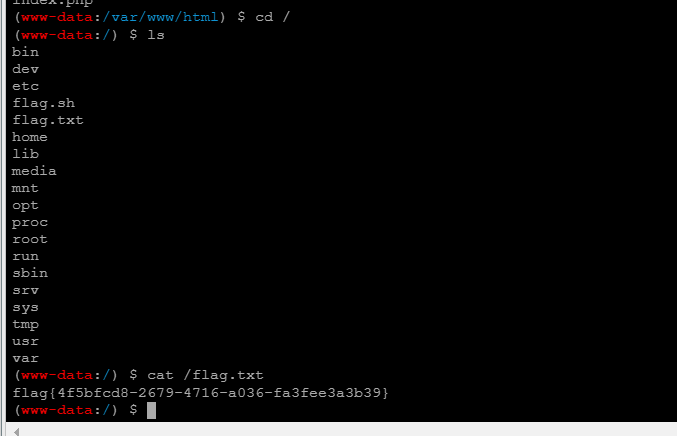 index.php
(www-data:/var/www/html) $ cd /
(www-data:/) $ ls
bin
dev
etc
flag.sh
flag.txt
home
lib
media
mnt
opt
proc
root
run
sbin
srv
sys
tmp
usr
var
(www-data:/) $ cat /flag.txt
flag{4f5bfcd8-2679-4716-a036-fa3fee3a3b39}
(www-data:/) $